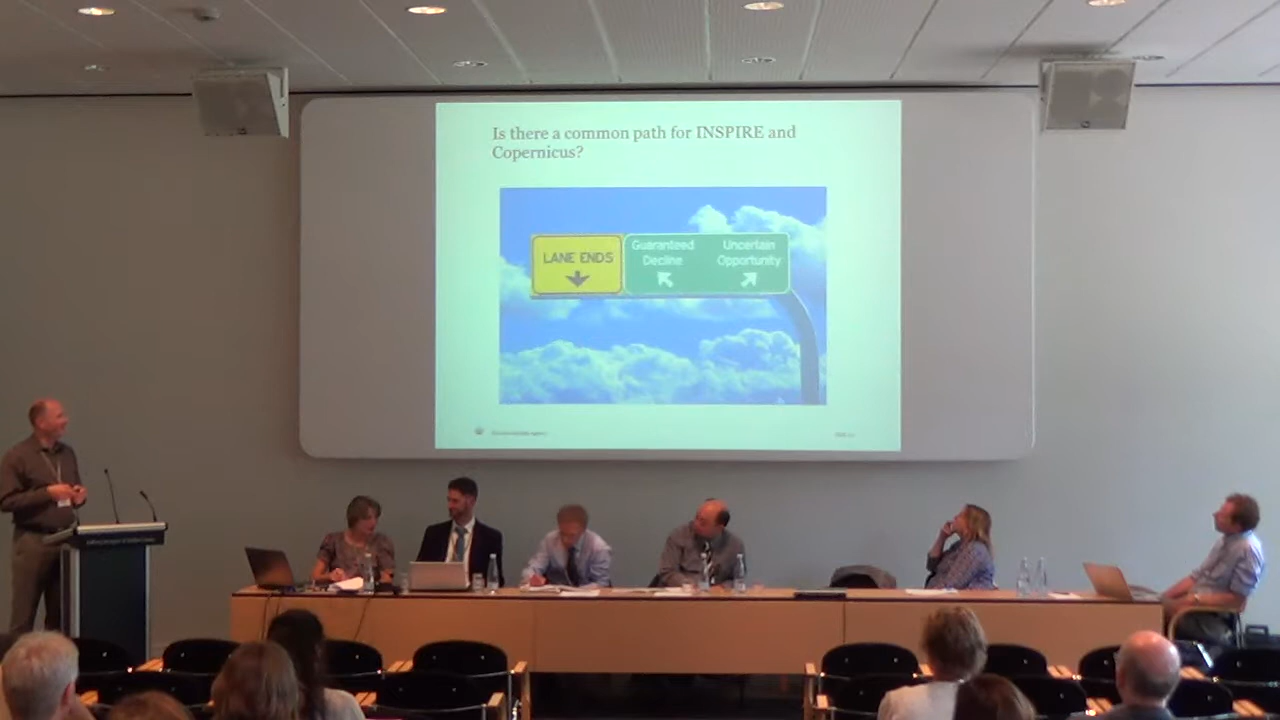 Is there a common path for INSPIRE and
Copernicus?
LANE ENDS
Guaranteed
Decline
Uncertain
Opportunity